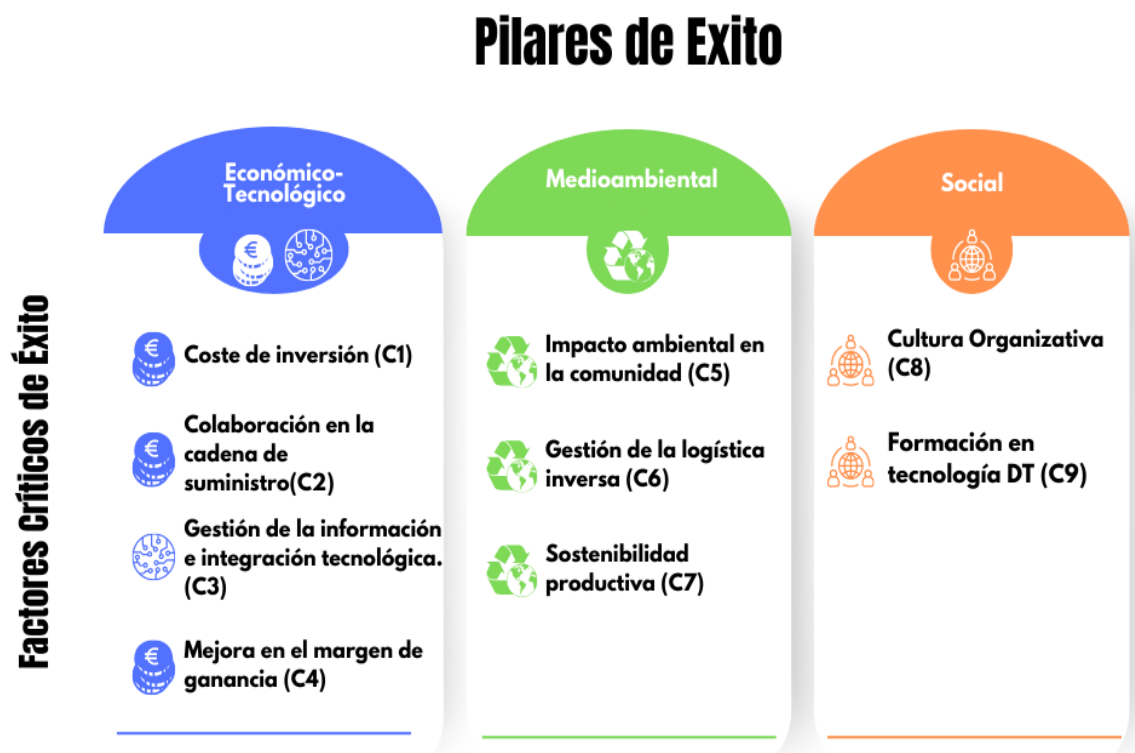 Pilares de Exito
Factores Críticos de Éxito
Económico-
Tecnológico
€
Coste de inversión (C1)
€
Colaboración en la
cadena de
suministro(C2)
€
Gestión de la información
e integración tecnológica.
(C3)
Mejora en el margen de
ganancia (C4)
€
Medioambiental
Impacto ambiental en
la comunidad (C5)
Gestión de la logística
inversa (C6)
Sostenibilidad
productiva (C7)
Social
Cultura Organizativa
(C8)
Formación en
tecnología DT (C9)